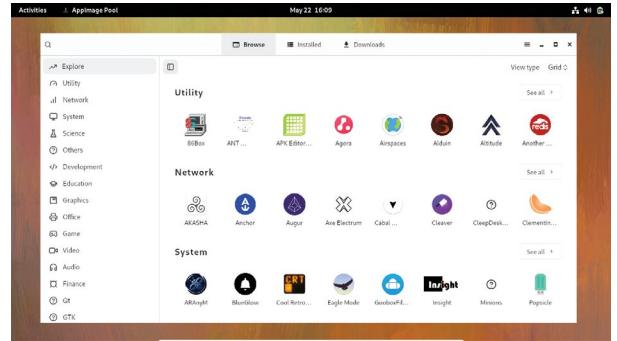 Activities AppImage Pool May 22 16:09
Browse Installed Downloads
Explore
Utility
Network
System
Science
Others
Development
Education
Graphics
Office
Game
Video
Audio
Finance
Qt
GTK
View type Grid
Utility See all
86Box ANT ... APK Editor... Agora Airspaces Alduin Altitude Another ...
redis
Network See all
AKASHA Anchor Augur Axe Electrum Cabal ... Cleaver CleepDesk... Clementin...
System See all
CRT
Insight
ARAnyM BlueGlow Cool Retro... Eagle Mode GooboxFil... Insight Minions Popsicle